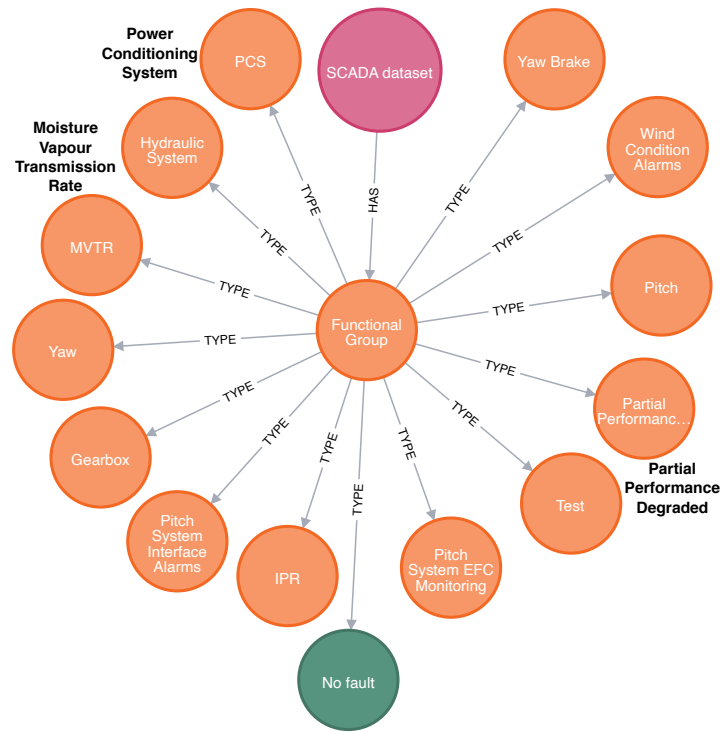 Power
Conditioning
System
PCS
SCADA dataset
Yaw Brake
Moisture
Vapour
Transmission
Rate
Hydraulic
System
Wind
Condition
Alarms
MVTR
Pitch
Yaw
Functional
Group
Partial
Performanc…
Partial
Performance
Degraded
Gearbox
Test
Pitch
System
Interface
Alarms
IPR
Pitch
System EFC
Monitoring
No fault
HAS
TYPE
TYPE
TYPE
TYPE
TYPE
TYPE
TYPE
TYPE
TYPE
TYPE
TYPE
TYPE
TYPE
TYPE